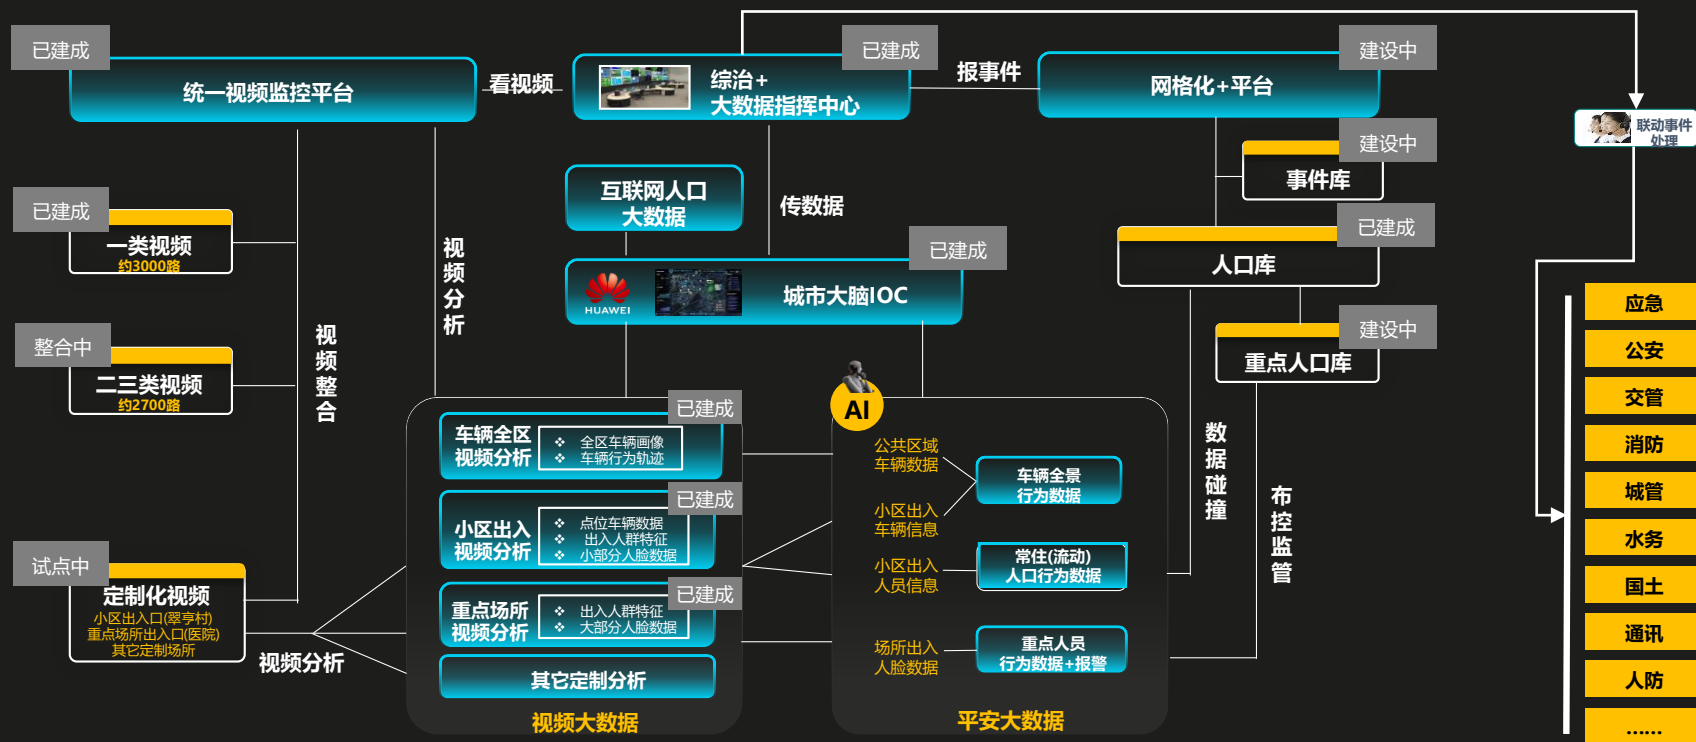 已建成
统一视频监控平台
看视频
已建成
综治+
大数据指挥中心
报事件
建设中
网格化+平台
联动事件
处理
建设中
事件库
已建成
一类视频
约3000路
互联网人口
大数据
传数据
已建成
人口库
视频分析
已建成
HUAWEI
城市大脑IOC
整合中
二三类视频
约2700路
视频整合
建设中
重点人口库
应急
公安
交管
消防
城管
水务
国土
通讯
人防
……
已建成
车辆全区
视频分析
❖ 全区车辆画像
❖ 车辆行为轨迹
已建成
小区出入
视频分析
❖ 点位车辆数据
❖ 出入人群特征
❖ 小部分人脸数据
已建成
重点场所
视频分析
❖ 出入人群特征
❖ 大部分人脸数据
其它定制分析
视频大数据
AI
公共区域
车辆数据
小区出入
车辆信息
小区出入
人员信息
场所出入
人脸数据
车辆全景
行为数据
常住(流动)
人口行为数据
重点人员
行为数据+报警
平安大数据
数据碰撞
布控监管
试点中
定制化视频
小区出入口(翠亨村)
重点场所出入口(医院)
其它定制场所
视频分析